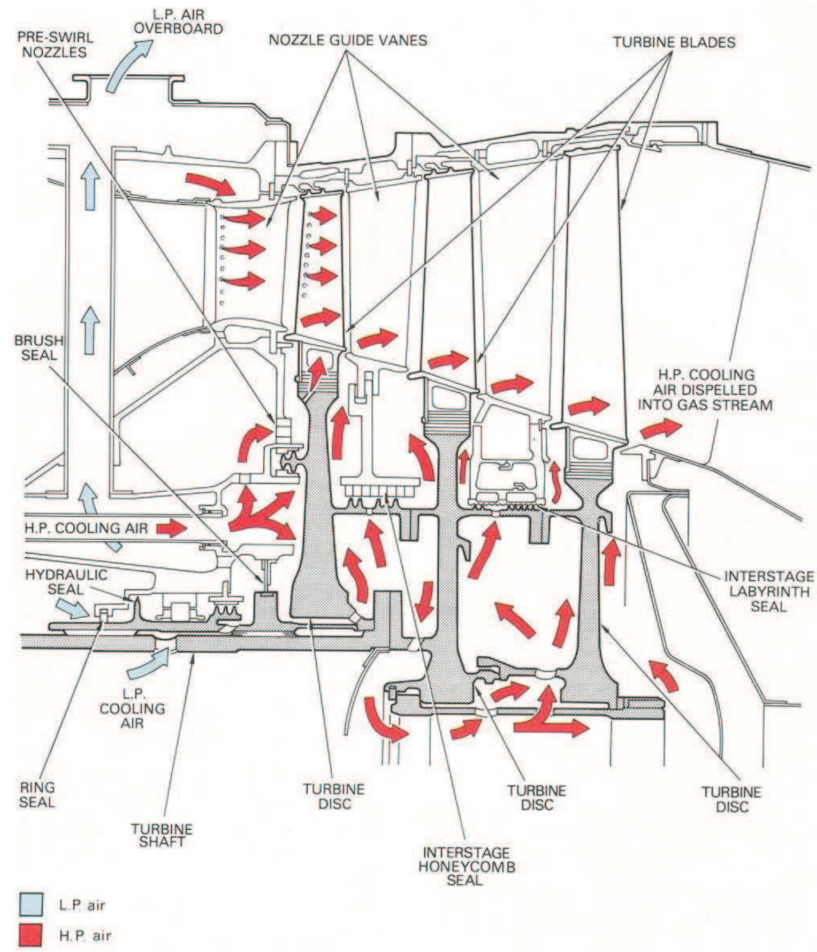 L.P. AIR
OVERBOARD
PRE-SWIRL
NOZZLES
NOZZLE GUIDE VANES
TURBINE BLADES
BRUSH
SEAL
H.P. COOLING
AIR DISPELLED
INTO GAS STREAM
H.P. COOLING AIR
HYDRAULIC
SEAL
INTERSTAGE
LABYRINTH
SEAL
L.P.
COOLING
AIR
RING
SEAL
TURBINE
SHAFT
TURBINE
DISC
TURBINE
DISC
TURBINE
DISC
INTERSTAGE
HONEYCOMB
SEAL
L.P. air
H.P. air